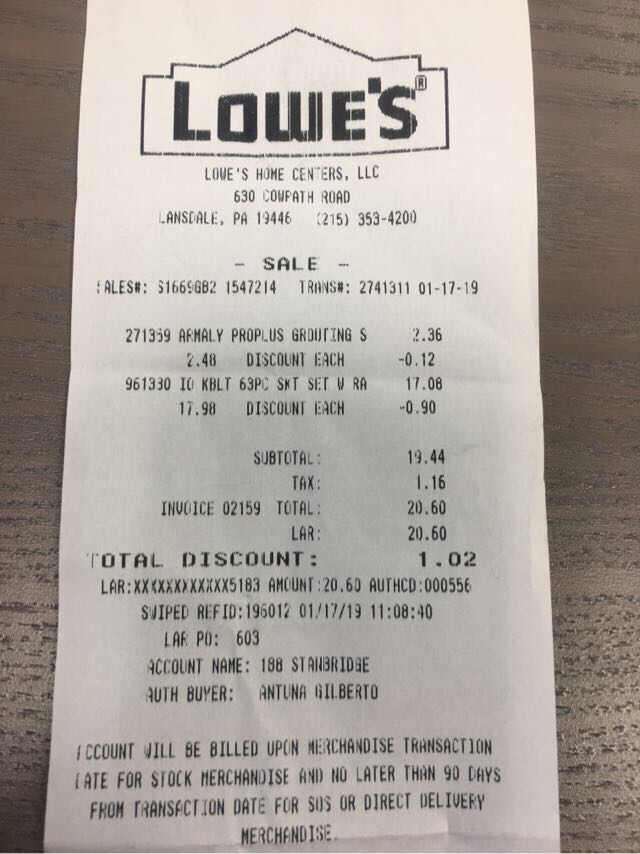 LOWE'S®
LOWE'S HOME CENTERS, LLC
630 COWPATH ROAD
LANSDALE, PA 19446 (215) 353-4200
- SALE -
SALES#: S1669GB2 1547214 TRANS#: 2741311 01-17-19
271359 ARMALY PROPLUS GROUTING S 2.36
2.48 DISCOUNT EACH -0.12
961330 IO KBLT 63PC SKT SET W RA 17.08
17.98 DISCOUNT EACH -0.90
SUBTOTAL: 19.44
TAX: 1.16
INVOICE 02159 TOTAL: 20.60
LAR: 20.60
TOTAL DISCOUNT: 1.02
LAR:XXXXXXXXXXXX5183 AMOUNT:20.60 AUTHCD:000556
SWIPED REFID:196012 01/17/19 11:08:40
LAR PO: 603
ACCOUNT NAME: 188 STANBRIDGE
AUTH BUYER: ANTUNA GILBERTO
ACCOUNT WILL BE BILLED UPON MERCHANDISE TRANSACTION
DATE FOR STOCK MERCHANDISE AND NO LATER THAN 90 DAYS
FROM TRANSACTION DATE FOR SOS OR DIRECT DELIVERY
MERCHANDISE.